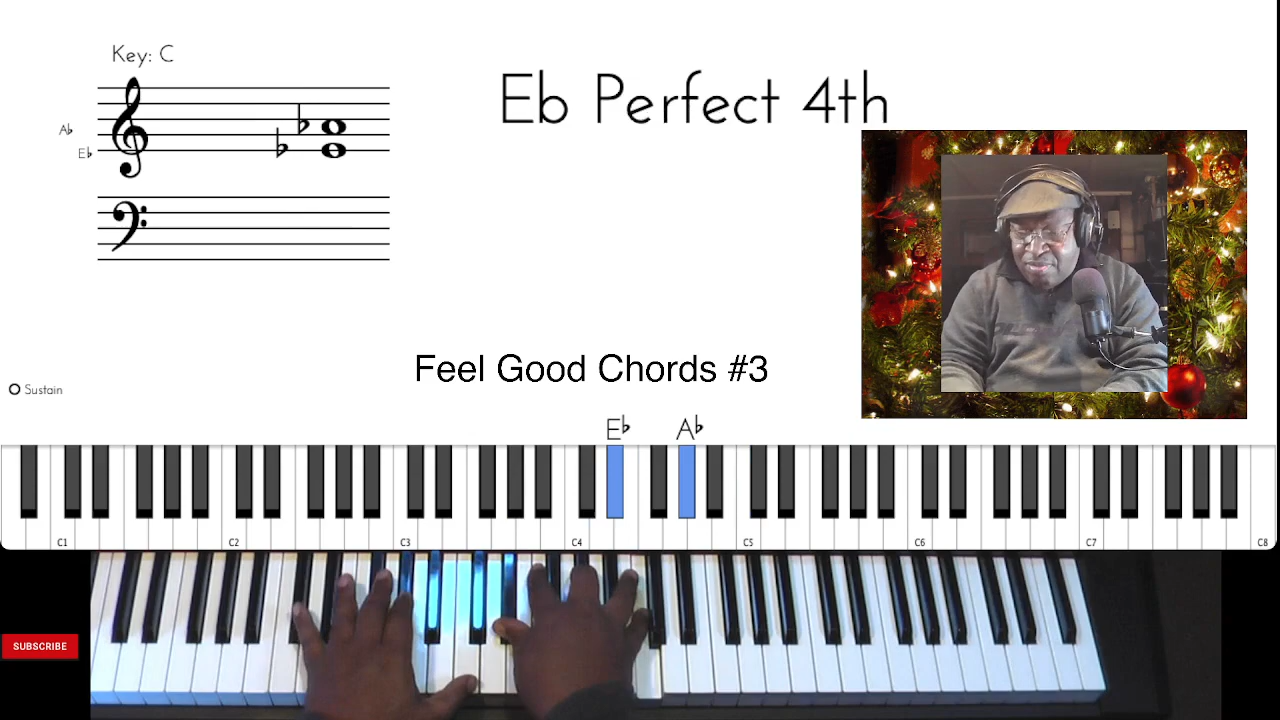 Key: C
Eb Perfect 4th
A♭
E♭
Feel Good Chords #3
Sustain
E♭ A♭
C1 C2 C3 C4 C5 C6 C7 C8
SUBSCRIBE